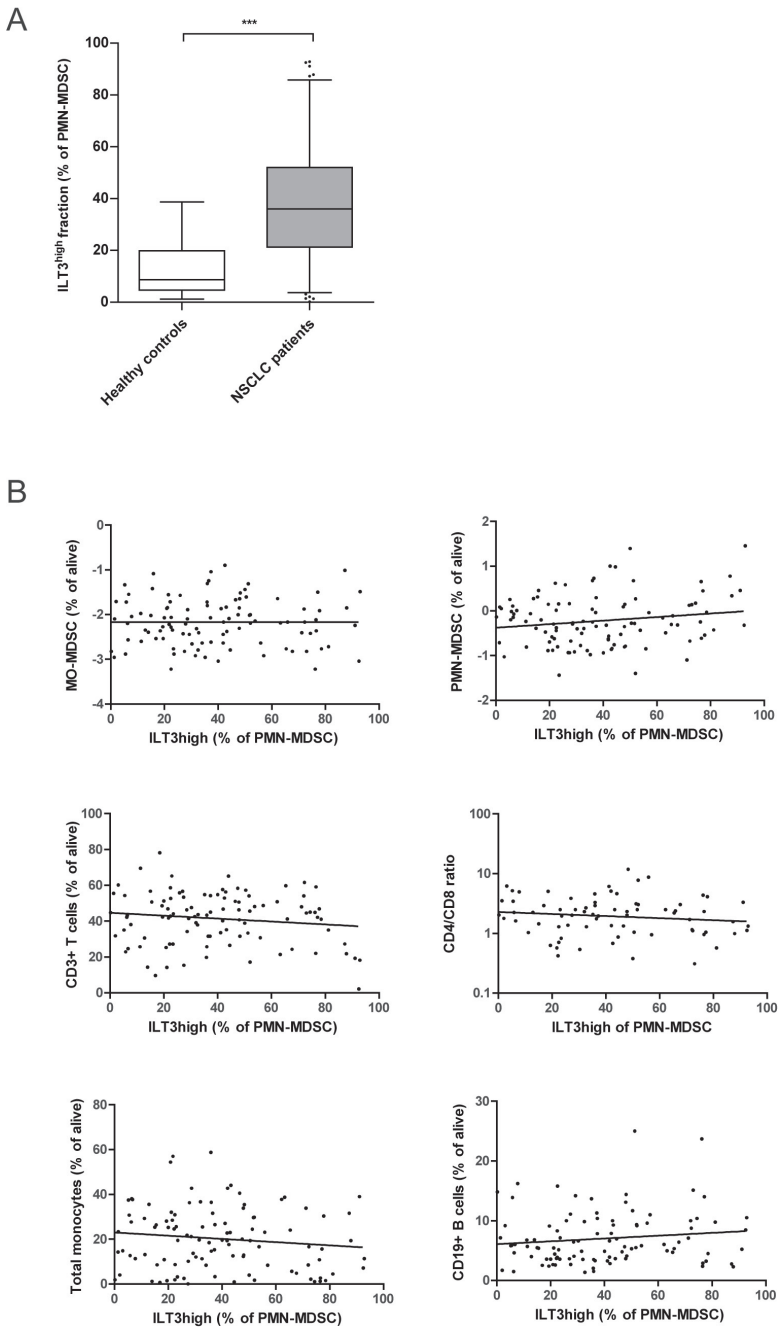 A
***
100
80
60
40
20
0
ILT3high fraction (% of PMN-MDSC)
Healthy controls
NSCLC patients
B
0
-1
-2
-3
-4
MO-MDSC (% of alive)
0 20 40 60 80 100
ILT3high (% of PMN-MDSC)
2
1
0
-1
-2
PMN-MDSC (% of alive)
0 20 40 60 80 100
ILT3high (% of PMN-MDSC)
100
80
60
40
20
0
CD3+ T cells (% of alive)
0 20 40 60 80 100
ILT3high (% of PMN-MDSC)
100
10
1
0.1
CD4/CD8 ratio
0 20 40 60 80 100
ILT3high of PMN-MDSC
80
60
40
20
0
Total monocytes (% of alive)
0 20 40 60 80 100
ILT3high (% of PMN-MDSC)
30
20
10
0
CD19+ B cells (% of alive)
0 20 40 60 80 100
ILT3high (% of PMN-MDSC)